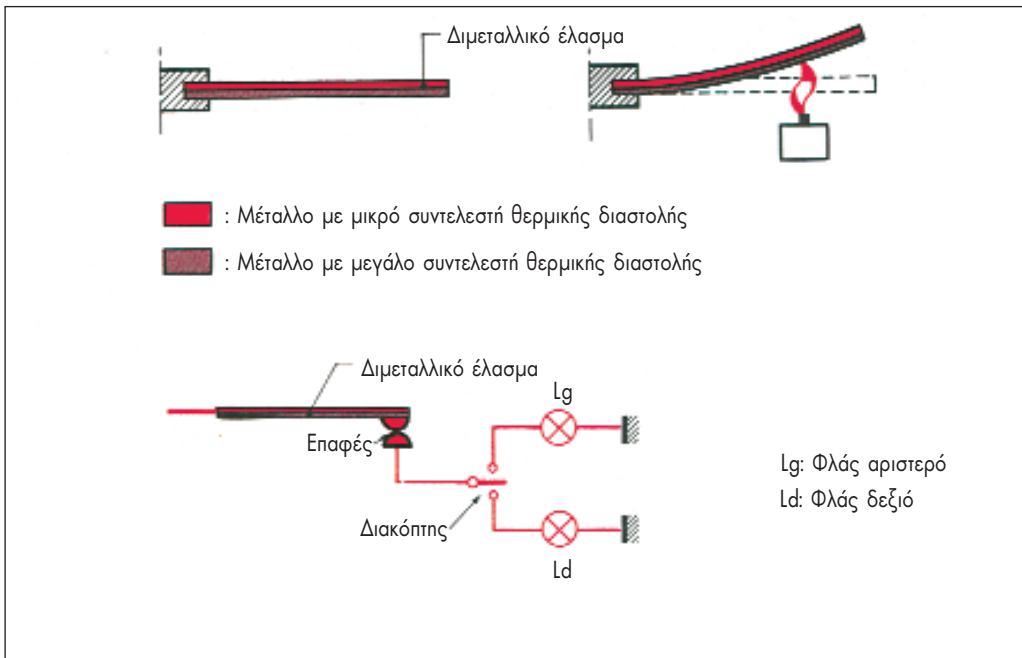 Διμεταλλικό έλασμα
: Μέταλλο με μικρό συντελεστή θερμικής διαστολής
: Μέταλλο με μεγάλο συντελεστή θερμικής διαστολής
Διμεταλλικό έλασμα
Lg
Επαφές
Lg: Φλάς αριστερό
Ld: Φλάς δεξιό
Διακόπτης
Ld